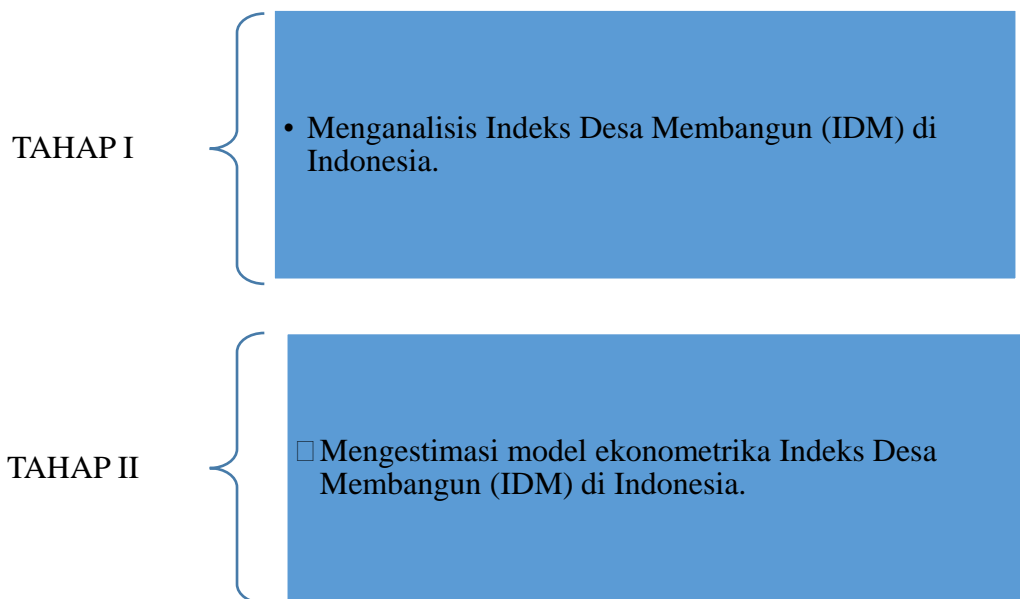 TAHAP I
• Menganalisis Indeks Desa Membangun (IDM) di
Indonesia.
TAHAP II
□ Mengestimasi model ekonometrika Indeks Desa
Membangun (IDM) di Indonesia.